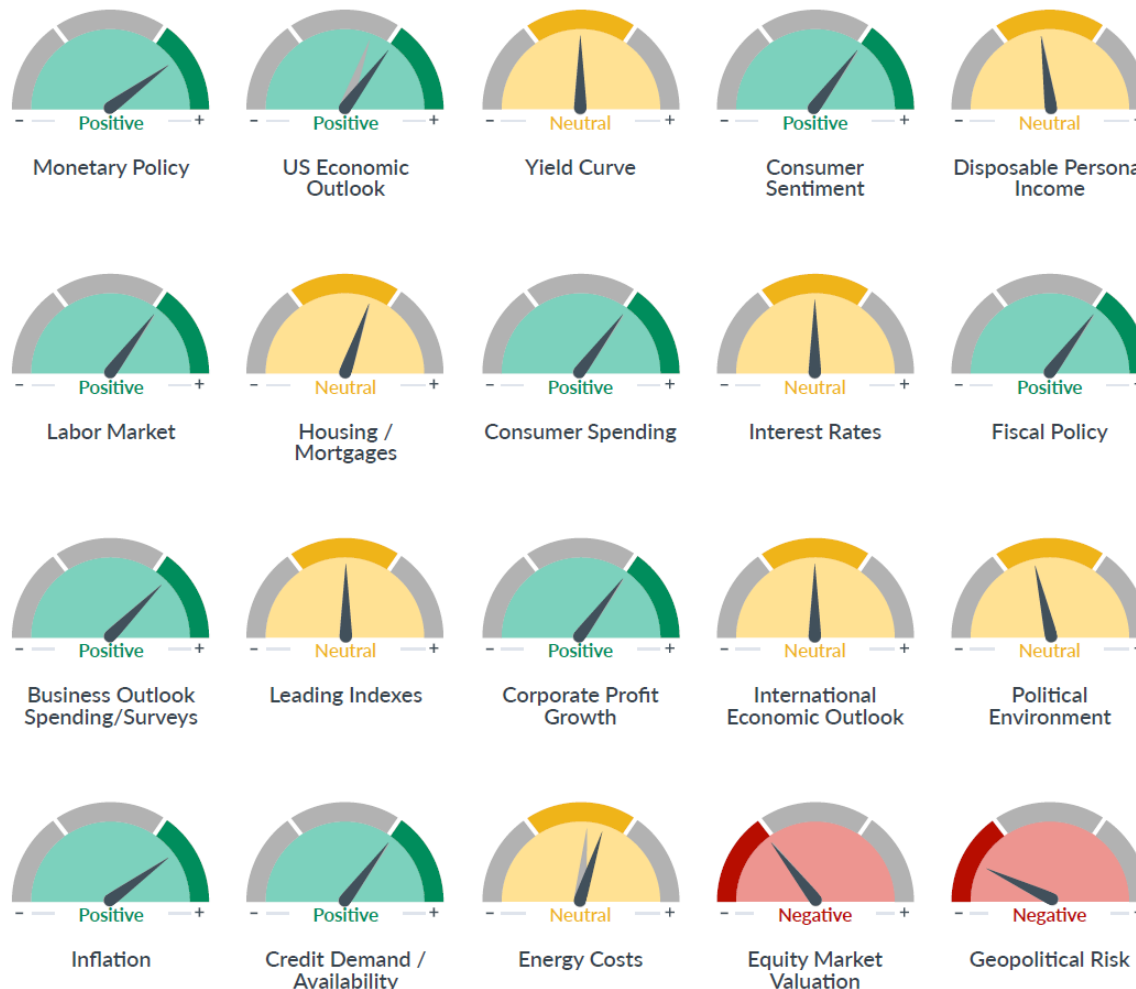 - Positive +
- Positive +
- Neutral +
- Positive +
- Neutral +
Monetary Policy
US Economic
Outlook
Yield Curve
Consumer
Sentiment
Disposable Persona
Income
- Positive +
- Neutral +
- Positive +
- Neutral +
- Positive +
Labor Market
Housing /
Mortgages
Consumer Spending
Interest Rates
Fiscal Policy
- Positive +
- Neutral +
- Positive +
- Neutral +
- Neutral +
Business Outlook
Spending/Surveys
Leading Indexes
Corporate Profit
Growth
International
Economic Outlook
Political
Environment
- Positive +
- Positive +
- Neutral +
- Negative +
- Negative +
Inflation
Credit Demand /
Availability
Energy Costs
Equity Market
Valuation
Geopolitical Risk